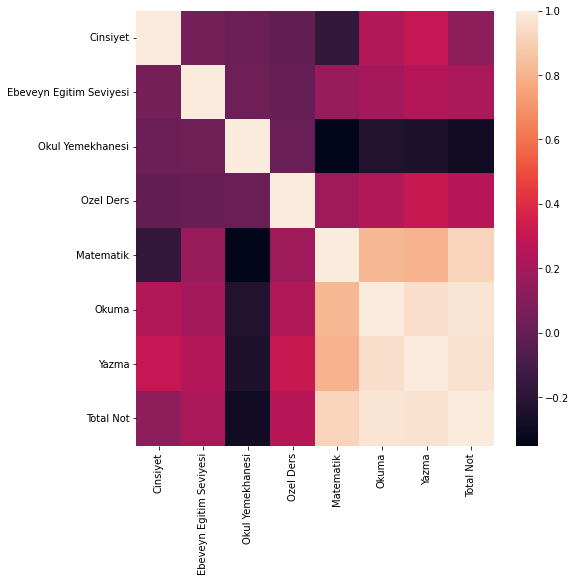 Cinsiyet
Ebeveyn Egitim Seviyesi
Okul Yemekhanesi
Ozel Ders
Matematik
Okuma
Yazma
Total Not
Cinsiyet
Ebeveyn Egitim Seviyesi
Okul Yemekhanesi
Ozel Ders
Matematik
Okuma
Yazma
Total Not
1.0
0.8
0.6
0.4
0.2
0.0
−0.2